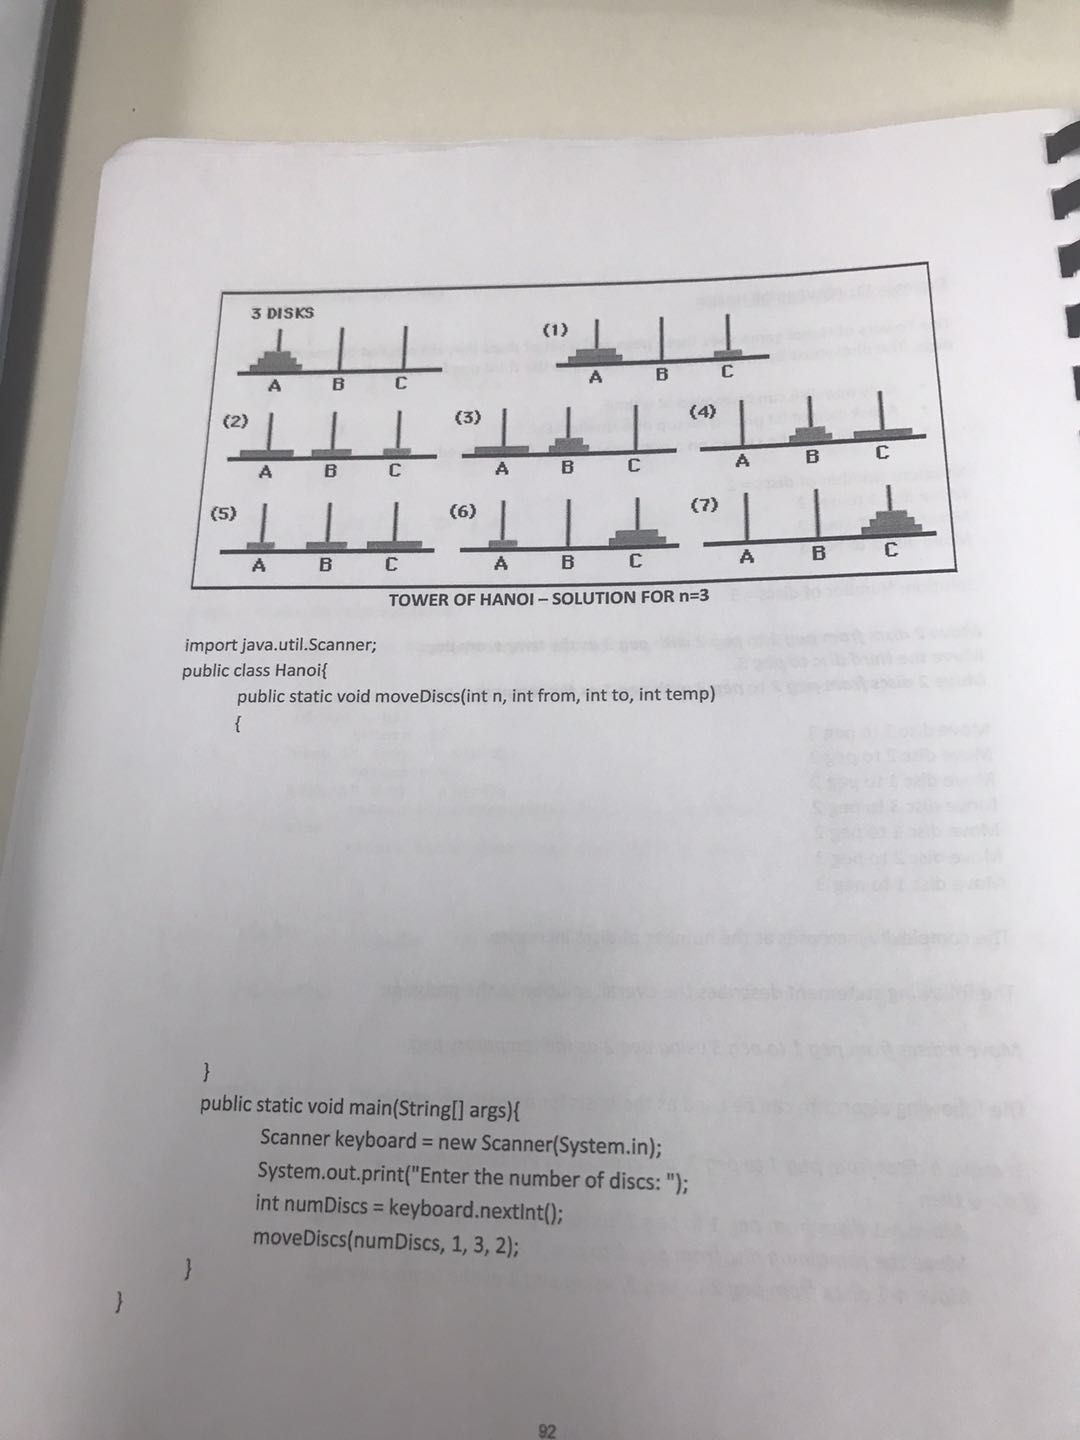 3 DISKS
A B C
(1)
A B C
(2)
A B C
(3)
A B C
(4)
A B C
(5)
A B C
(6)
A B C
(7)
A B C
TOWER OF HANOI – SOLUTION FOR n=3
import java.util.Scanner;
public class Hanoi{
public static void moveDiscs(int n, int from, int to, int temp)
{
}
public static void main(String[] args){
Scanner keyboard = new Scanner(System.in);
System.out.print("Enter the number of discs: ");
int numDiscs = keyboard.nextInt();
moveDiscs(numDiscs, 1, 3, 2);
}
}
92